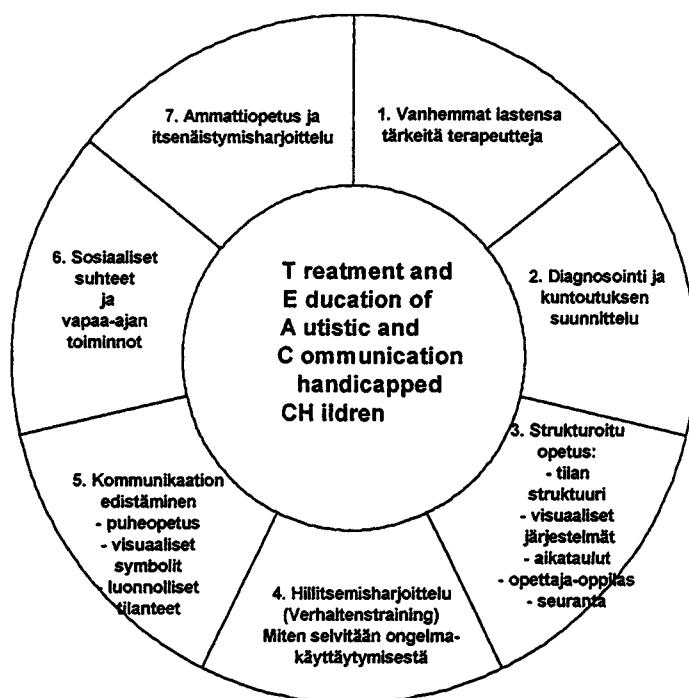 T reatment and
E ducation of
A utistic and
C ommunication
handicapped
CH ildren
1. Vanhemmat lastensa
tärkeitä terapeutteja
2. Diagnosointi ja
kuntoutuksen
suunnittelu
3. Strukturoitu
opetus:
- tilan
struktuuri
- visuaaliset
järjestelmät
- aikataulut
- opettaja-oppilas
- seuranta
4. Hillitsemisharjoittelu
(Verhaltenstraining)
Miten selvitään ongelma-
käyttäytymisestä
5. Kommunikaation
edistäminen
- puheopetus
- visuaaliset
symbolit
- luonnolliset
tilanteet
6. Sosiaaliset
suhteet
ja
vapaa-ajan
toiminnot
7. Ammattiopetus ja
itsenäistymisharjoittelu